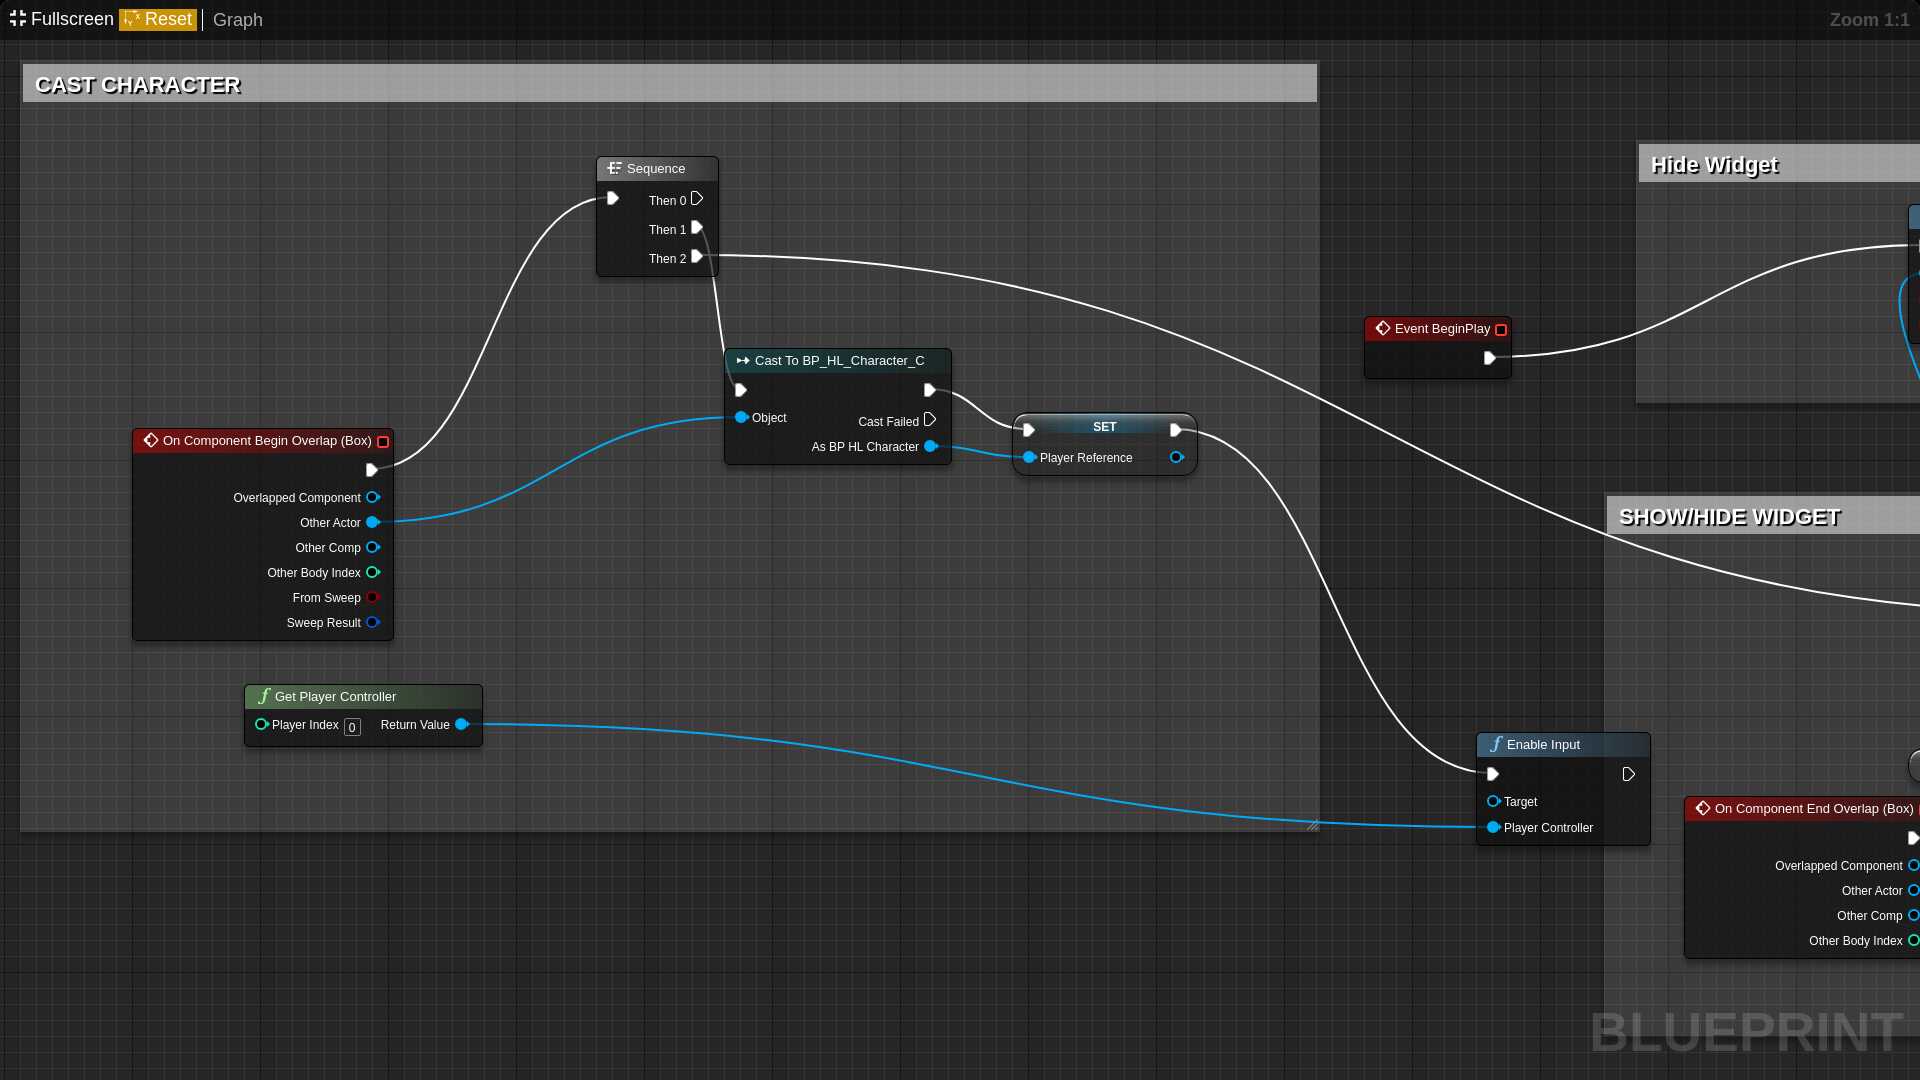 Fullscreen Reset Graph
Zoom 1:1
CAST CHARACTER
Sequence
Then 0
Then 1
Then 2
Hide Widget
Event BeginPlay
Cast To BP_HL_Character_C
Object
Cast Failed
As BP HL Character
SET
Player Reference
On Component Begin Overlap (Box)
Overlapped Component
Other Actor
Other Comp
Other Body Index
From Sweep
Sweep Result
SHOW/HIDE WIDGET
Get Player Controller
Player Index 0 Return Value
Enable Input
Target
Player Controller
On Component End Overlap (Box)
Overlapped Component
Other Actor
Other Comp
Other Body Index
BLUEPRINT